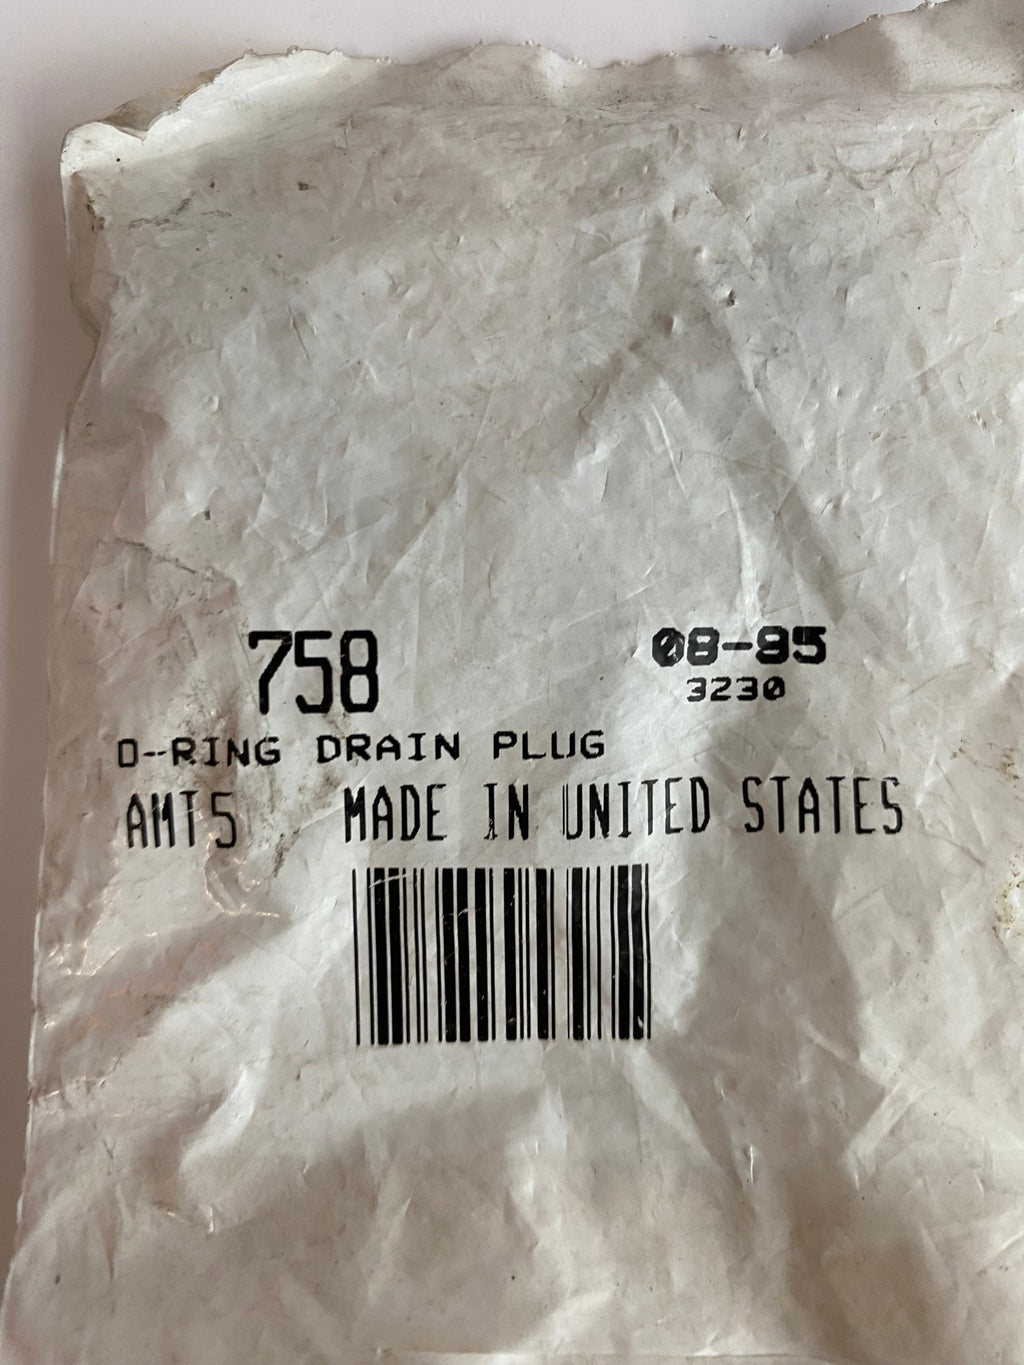 758
08-95
3230
O-RING DRAIN PLUG
AMT5 MADE IN UNITED STATES